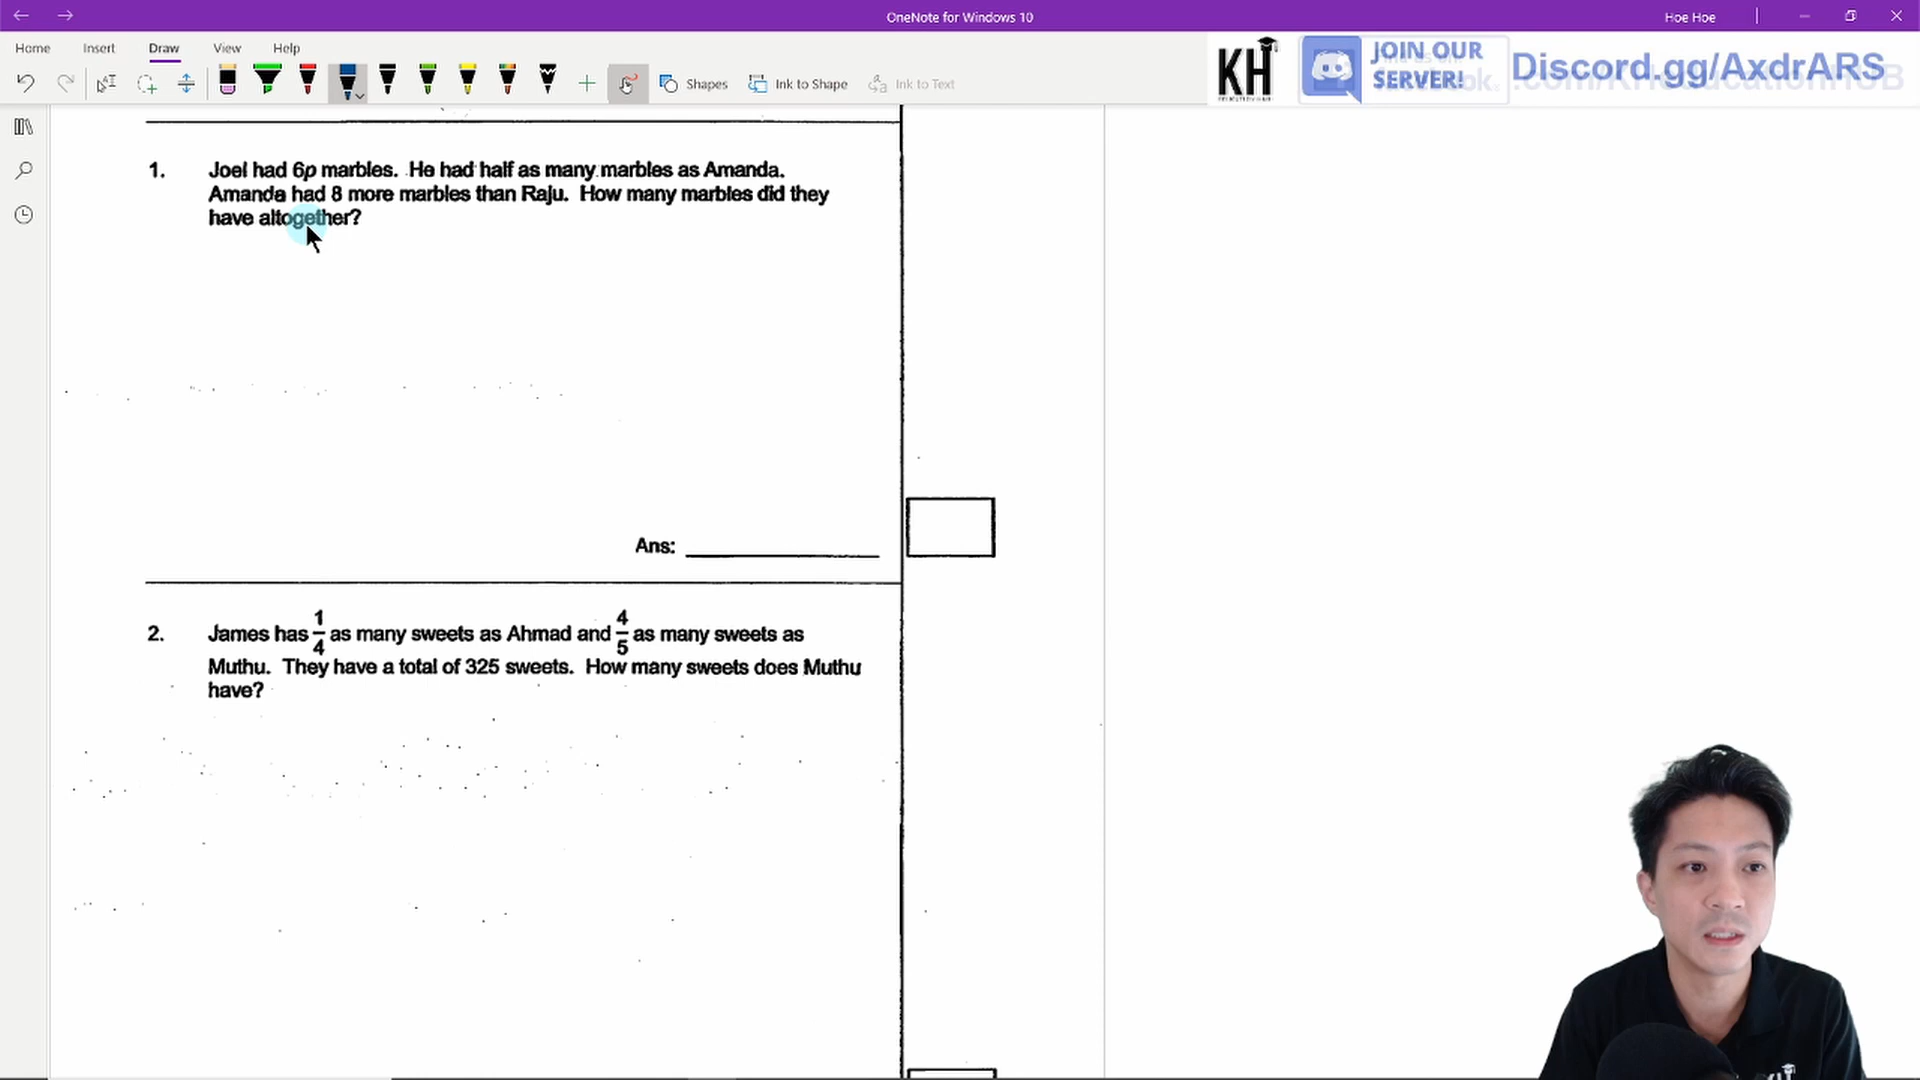 OneNote for Windows 10
Hoe Hoe
Home Insert Draw View Help
Shapes Ink to Shape Ink to Text
KH
JOIN OUR
SERVER!
Discord.gg/AxdrARS
1. Joel had 6p marbles. He had half as many marbles as Amanda.
Amanda had 8 more marbles than Raju. How many marbles did they
have altogether?
Ans:
2. James has 1/4 as many sweets as Ahmad and 4/5 as many sweets as
Muthu. They have a total of 325 sweets. How many sweets does Muthu
have?